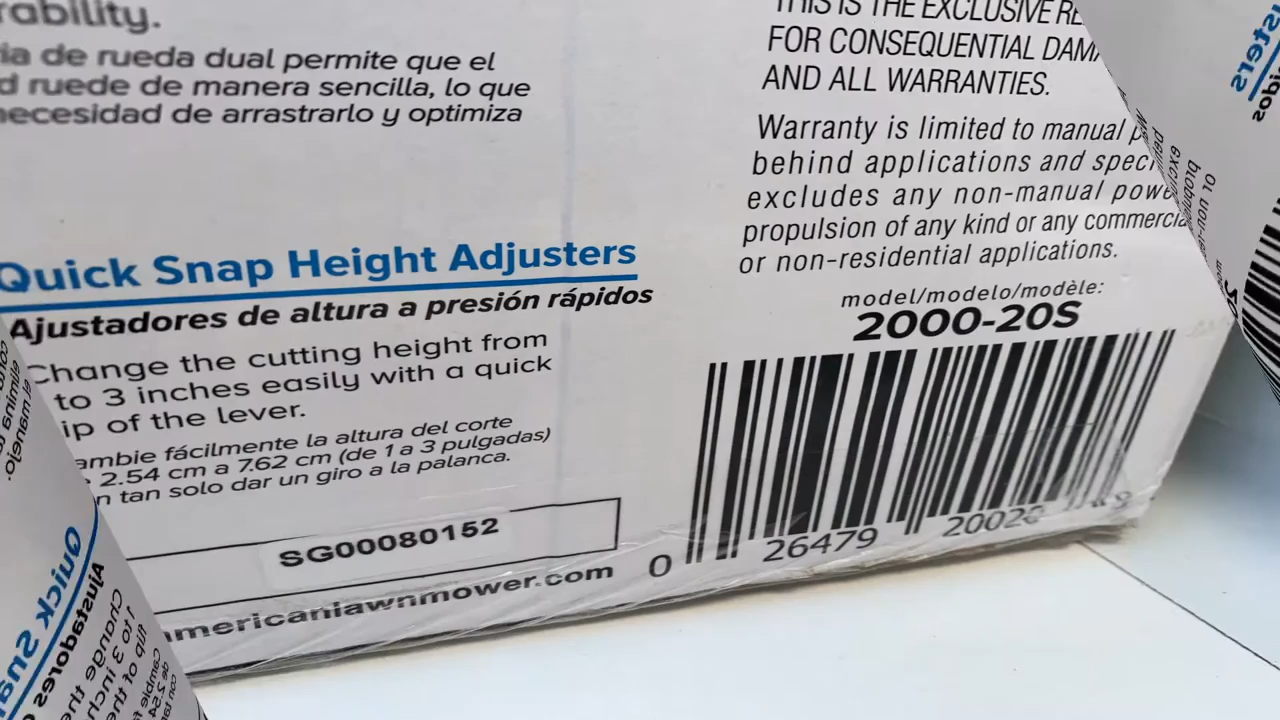 rability.
ia de rueda dual permite que el
d ruede de manera sencilla, lo que
necesidad de arrastrarlo y optimiza
Quick Snap Height Adjusters
Ajustadores de altura a presión rápidos
Change the cutting height from
to 3 inches easily with a quick
ip of the lever.
ambie fácilmente la altura del corte
2.54 cm a 7.62 cm (de 1 a 3 pulgadas)
n tan solo dar un giro a la palanca.
SG00080152
americanlawnmower.com
THIS IS THE EXCLUSIVE RE
FOR CONSEQUENTIAL DAMA
AND ALL WARRANTIES.
Warranty is limited to manual p
behind applications and speci
excludes any non-manual powe
propulsion of any kind or any commercia
or non-residential applications.
model/modelo/modèle:
2000-20S
0 26479 2002